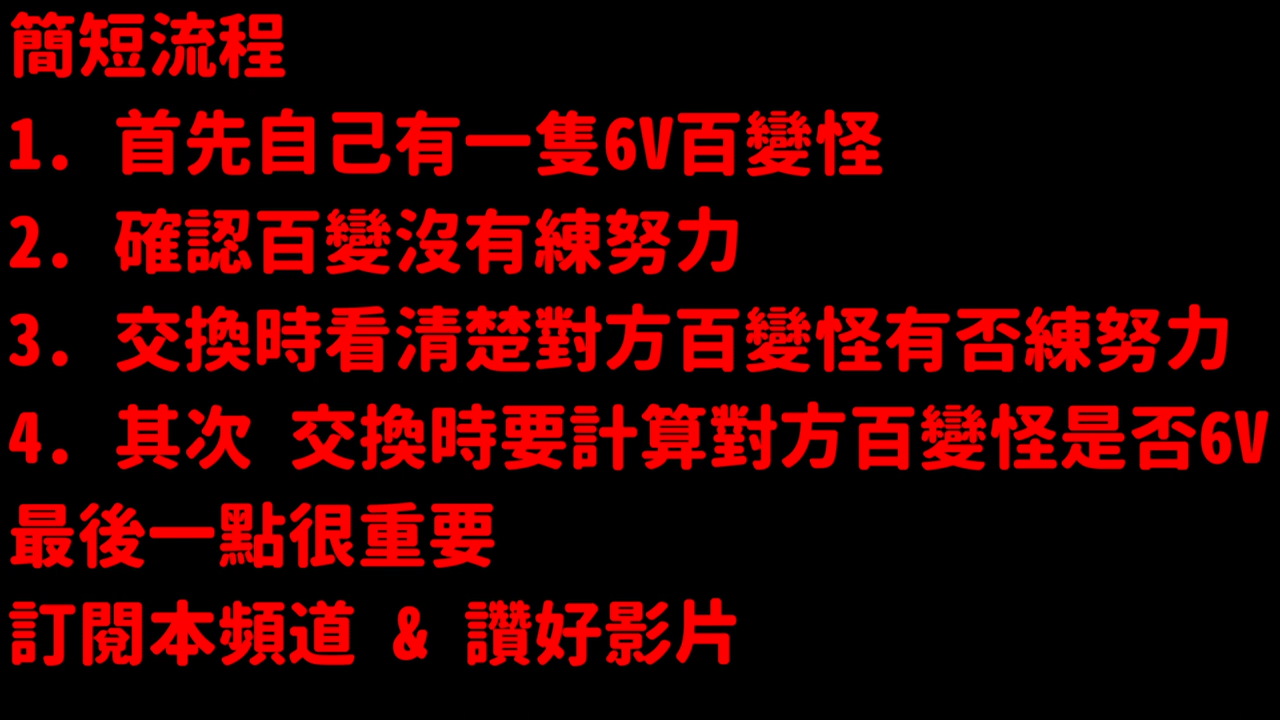 簡短流程
1. 首先自己有一隻6V百變怪
2. 確認百變沒有練努力
3. 交換時看清楚對方百變怪有否練努力
4. 其次 交換時要計算對方百變怪是否6V
最後一點很重要
訂閱本頻道 & 讚好影片